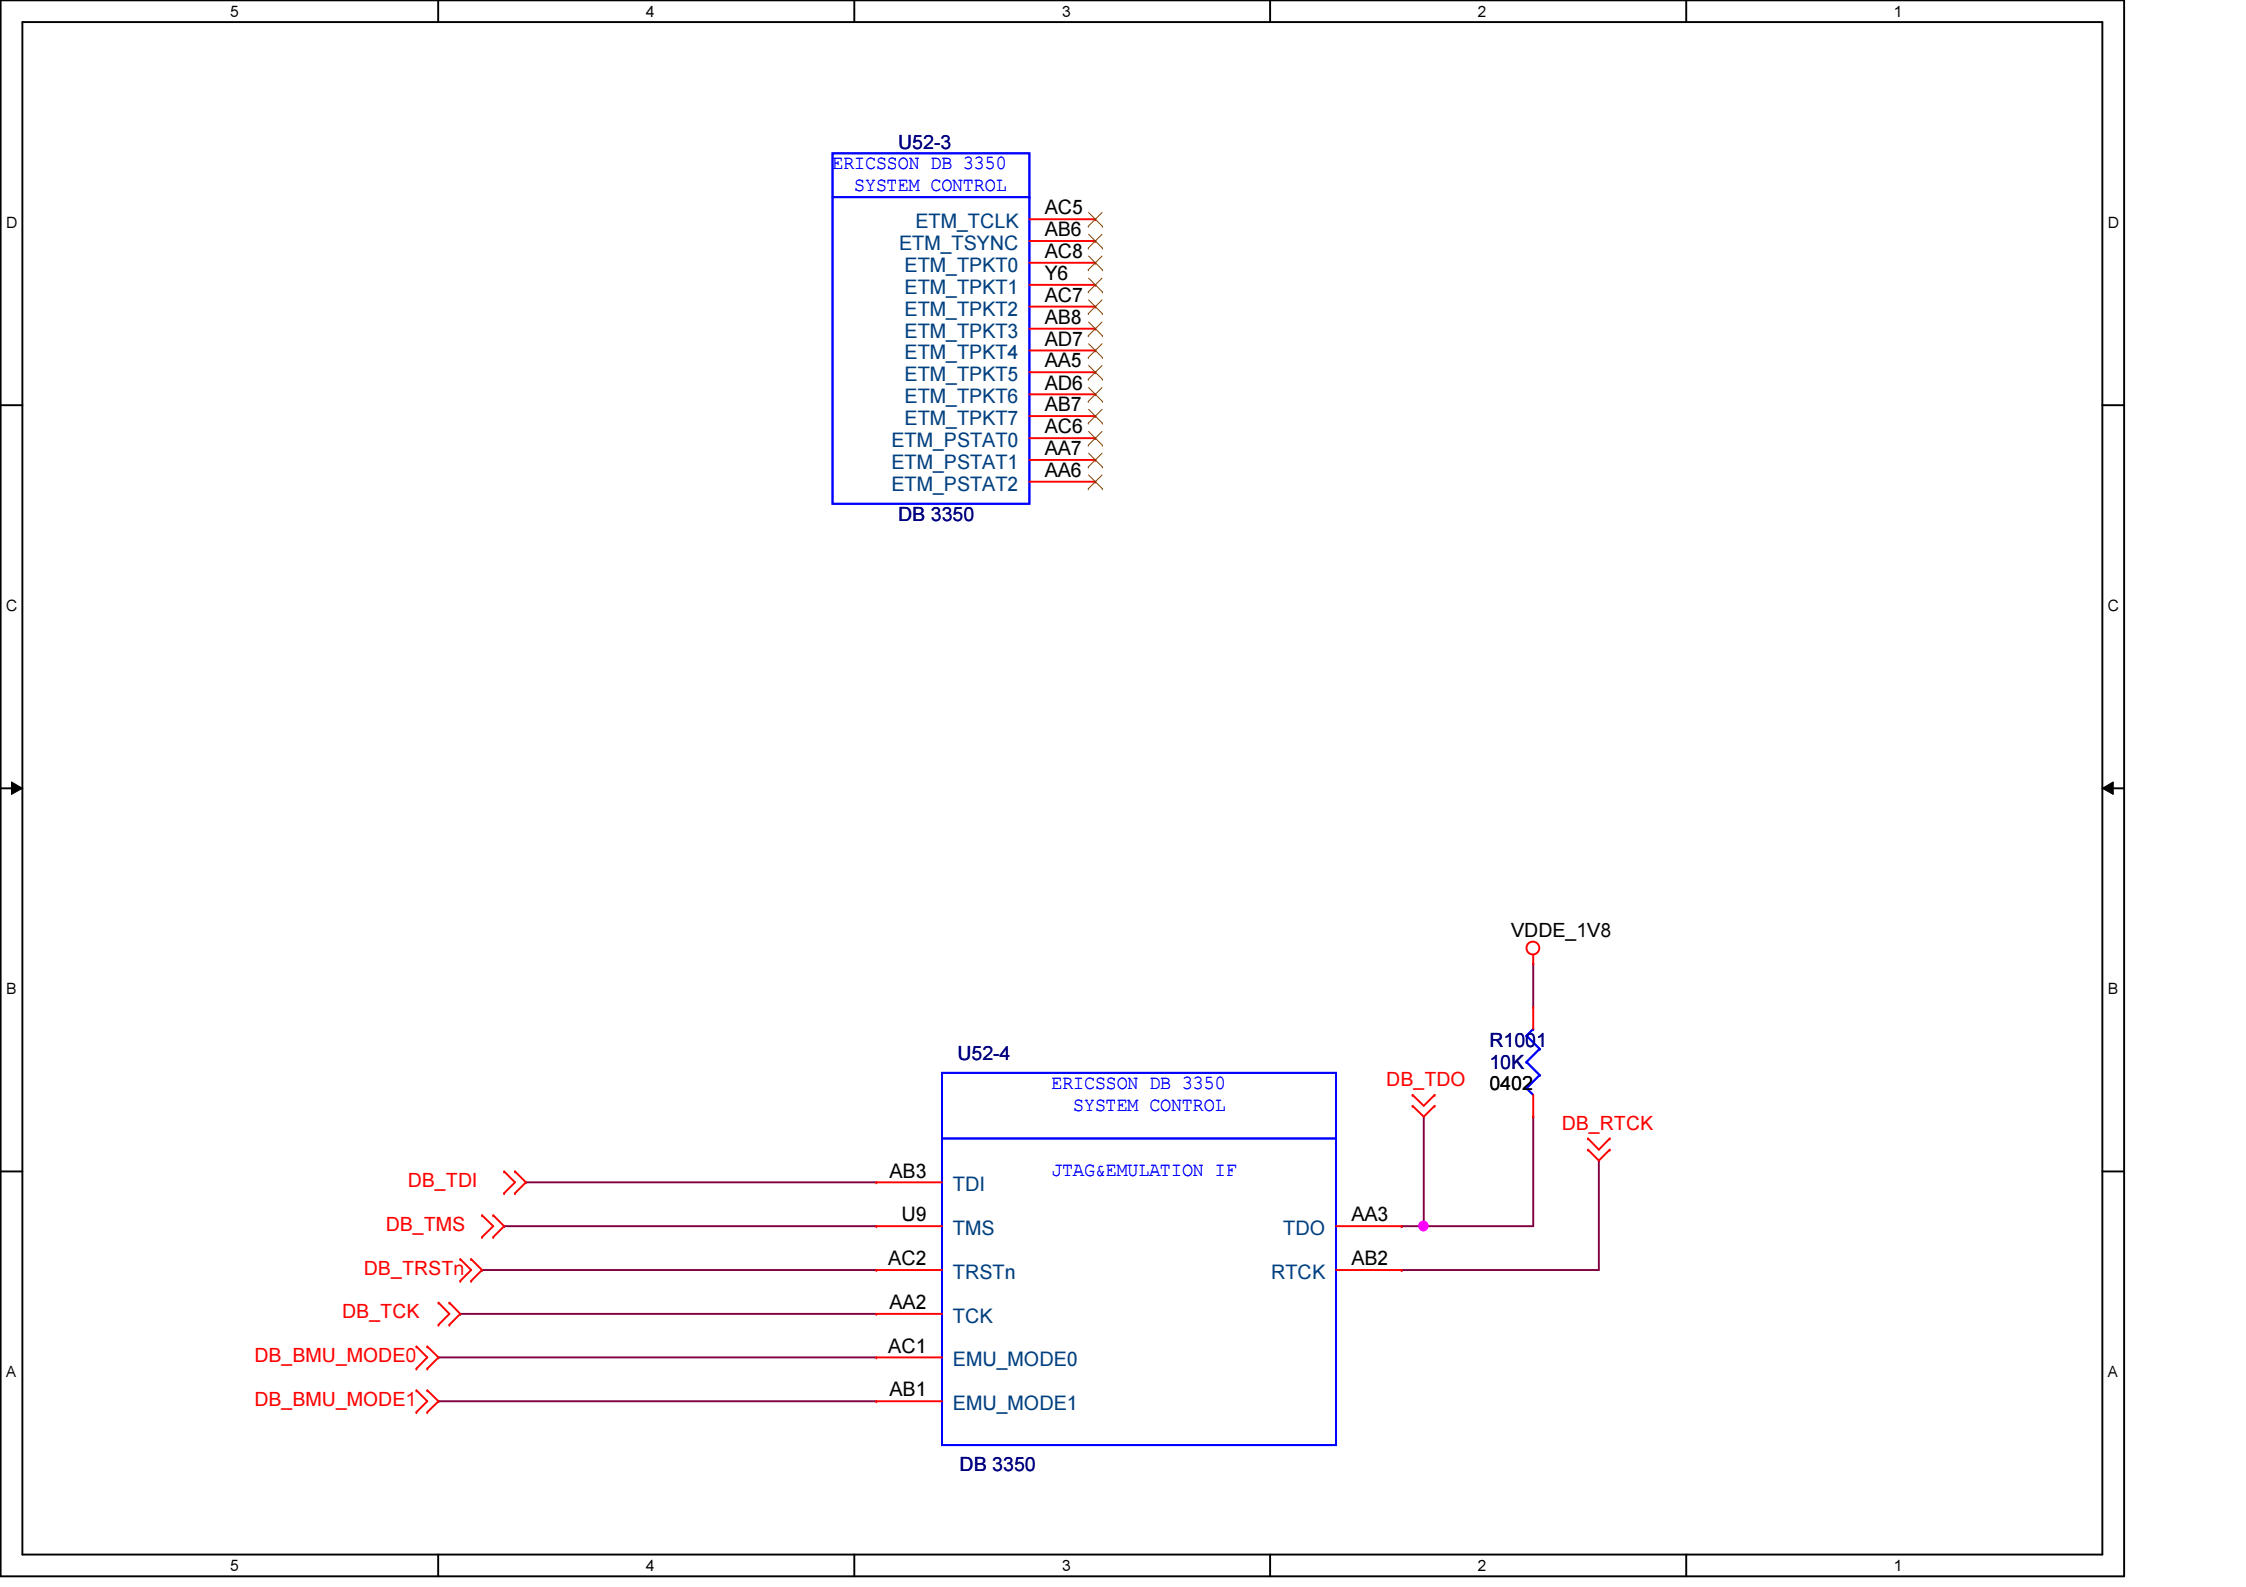 5 4 3 2 1
U52-3
ERICSSON DB 3350
SYSTEM CONTROL
D D
ETM_TCLK AC5
ETM_TSYNC AB6
ETM_TPKT0 AC8
ETM_TPKT1 Y6
ETM_TPKT2 AC7
ETM_TPKT3 AB8
ETM_TPKT4 AD7
ETM_TPKT5 AA5
ETM_TPKT6 AD6
ETM_TPKT7 AB7
ETM_PSTAT0 AC6
ETM_PSTAT1 AA7
ETM_PSTAT2 AA6
DB 3350
C C
VDDE_1V8
B B
R1001
10K
0402
U52-4
ERICSSON DB 3350
SYSTEM CONTROL
JTAG&EMULATION IF
DB_TDO
DB_RTCK
DB_TDI AB3 TDI
DB_TMS U9 TMS TDO AA3
DB_TRSTn AC2 TRSTn RTCK AB2
DB_TCK AA2 TCK
DB_BMU_MODE0 AC1 EMU_MODE0
A A
DB_BMU_MODE1 AB1 EMU_MODE1
DB 3350
5 4 3 2 1